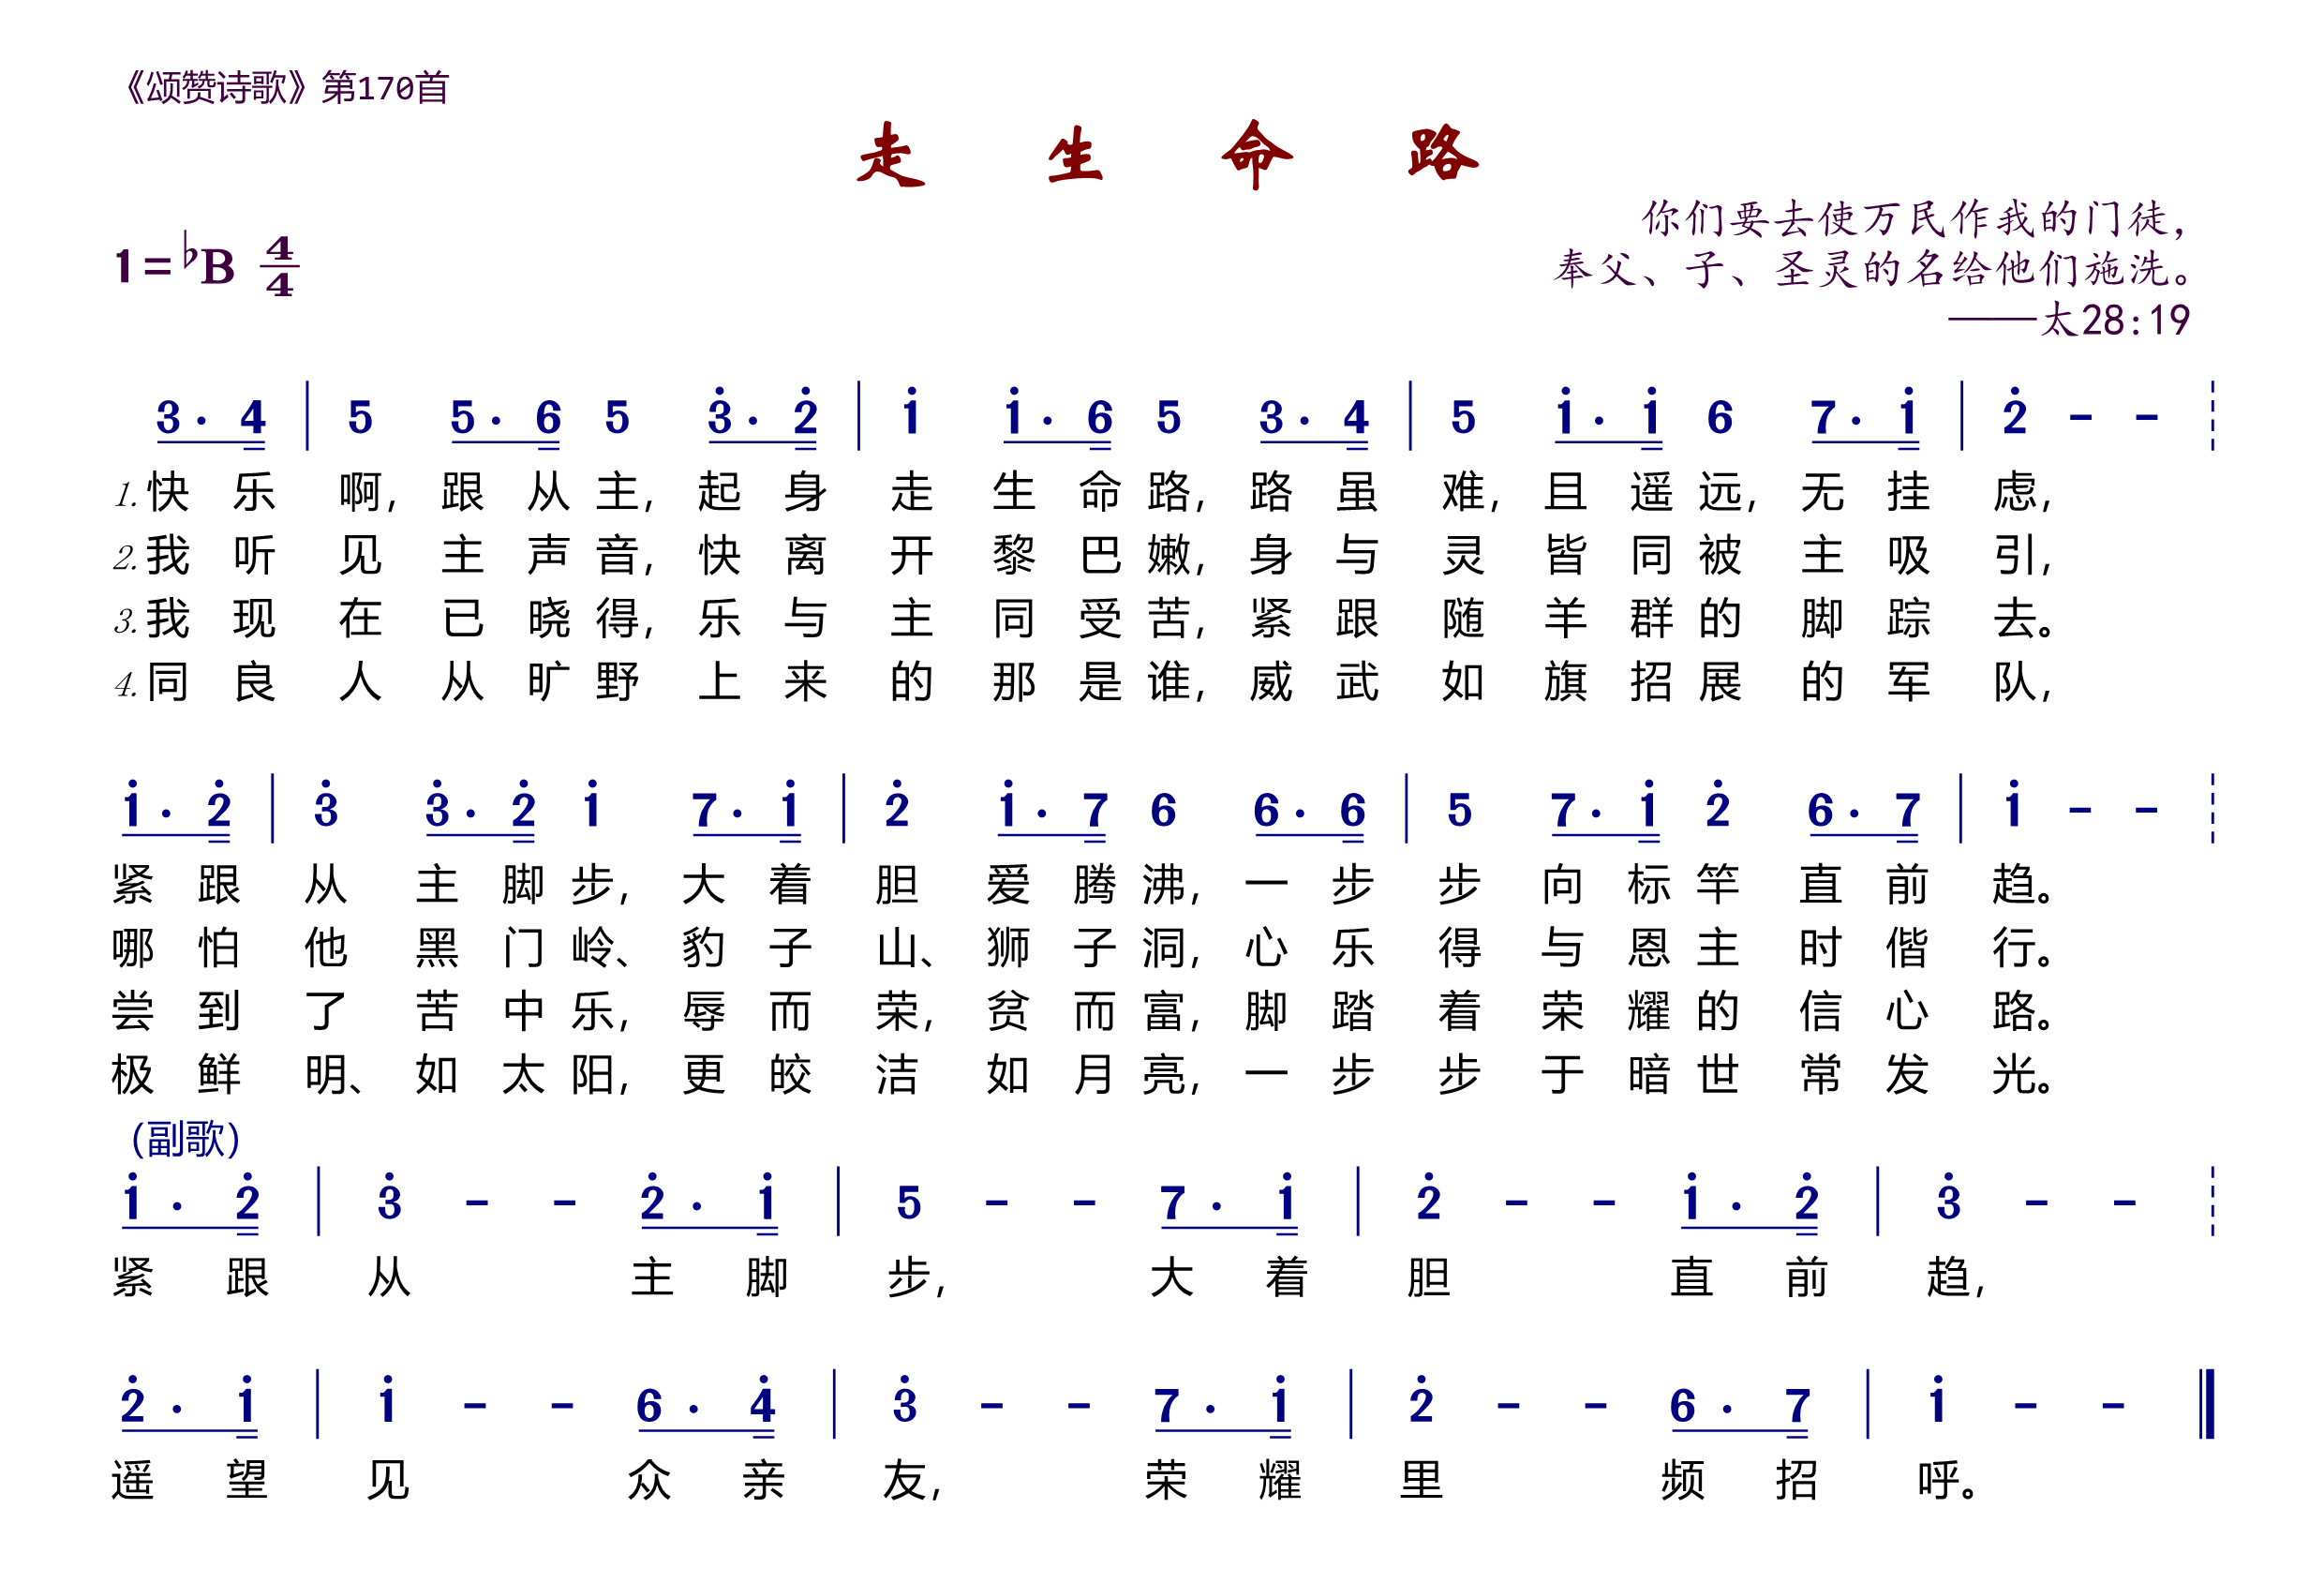 《颂赞诗歌》第170首
走生命路
你们要去使万民作我的门徒，
1=♭B 4/4
奉父、子、圣灵的名给他们施洗。
——太28:19
3· 4 | 5 5· 6 5 3̇· 2̇ | 1̇ 1̇· 6 5 3· 4 | 5 1̇· 1̇ 6 7· 1̇ | 2̇ - - ¦
1.快乐啊，跟从主，起身走生命路，路虽难，且遥远，无挂虑，
2.我听见主声音，快离开黎巴嫩，身与灵皆同被主吸引，
3.我现在已晓得，乐与主同受苦，紧跟随羊群的脚踪去。
4.同良人从旷野上来的那是谁，威武如旗招展的军队，
1̇· 2̇ | 3̇ 3̇· 2̇ 1̇ 7· 1̇ | 2̇ 1̇· 7 6 6· 6 | 5 7· 1̇ 2̇ 6· 7 | 1̇ - - ¦
紧跟从主脚步，大着胆爱腾沸，一步步向标竿直前趋。
哪怕他黑门岭、豹子山、狮子洞，心乐得与恩主时偕行。
尝到了苦中乐，辱而荣，贫而富，脚踏着荣耀的信心路。
极鲜明、如太阳，更皎洁如月亮，一步步于暗世常发光。
(副歌)
1̇· 2̇ | 3̇ - - 2̇· 1̇ | 5 - - 7· 1̇ | 2̇ - - 1̇· 2̇ | 3̇ - - ¦
紧跟从主脚步，大着胆直前趋，
2̇· 1̇ | 1̇ - - 6· 4̇ | 3̇ - - 7· 1̇ | 2̇ - - 6· 7 | 1̇ - - ‖
遥望见众亲友，荣耀里频招呼。